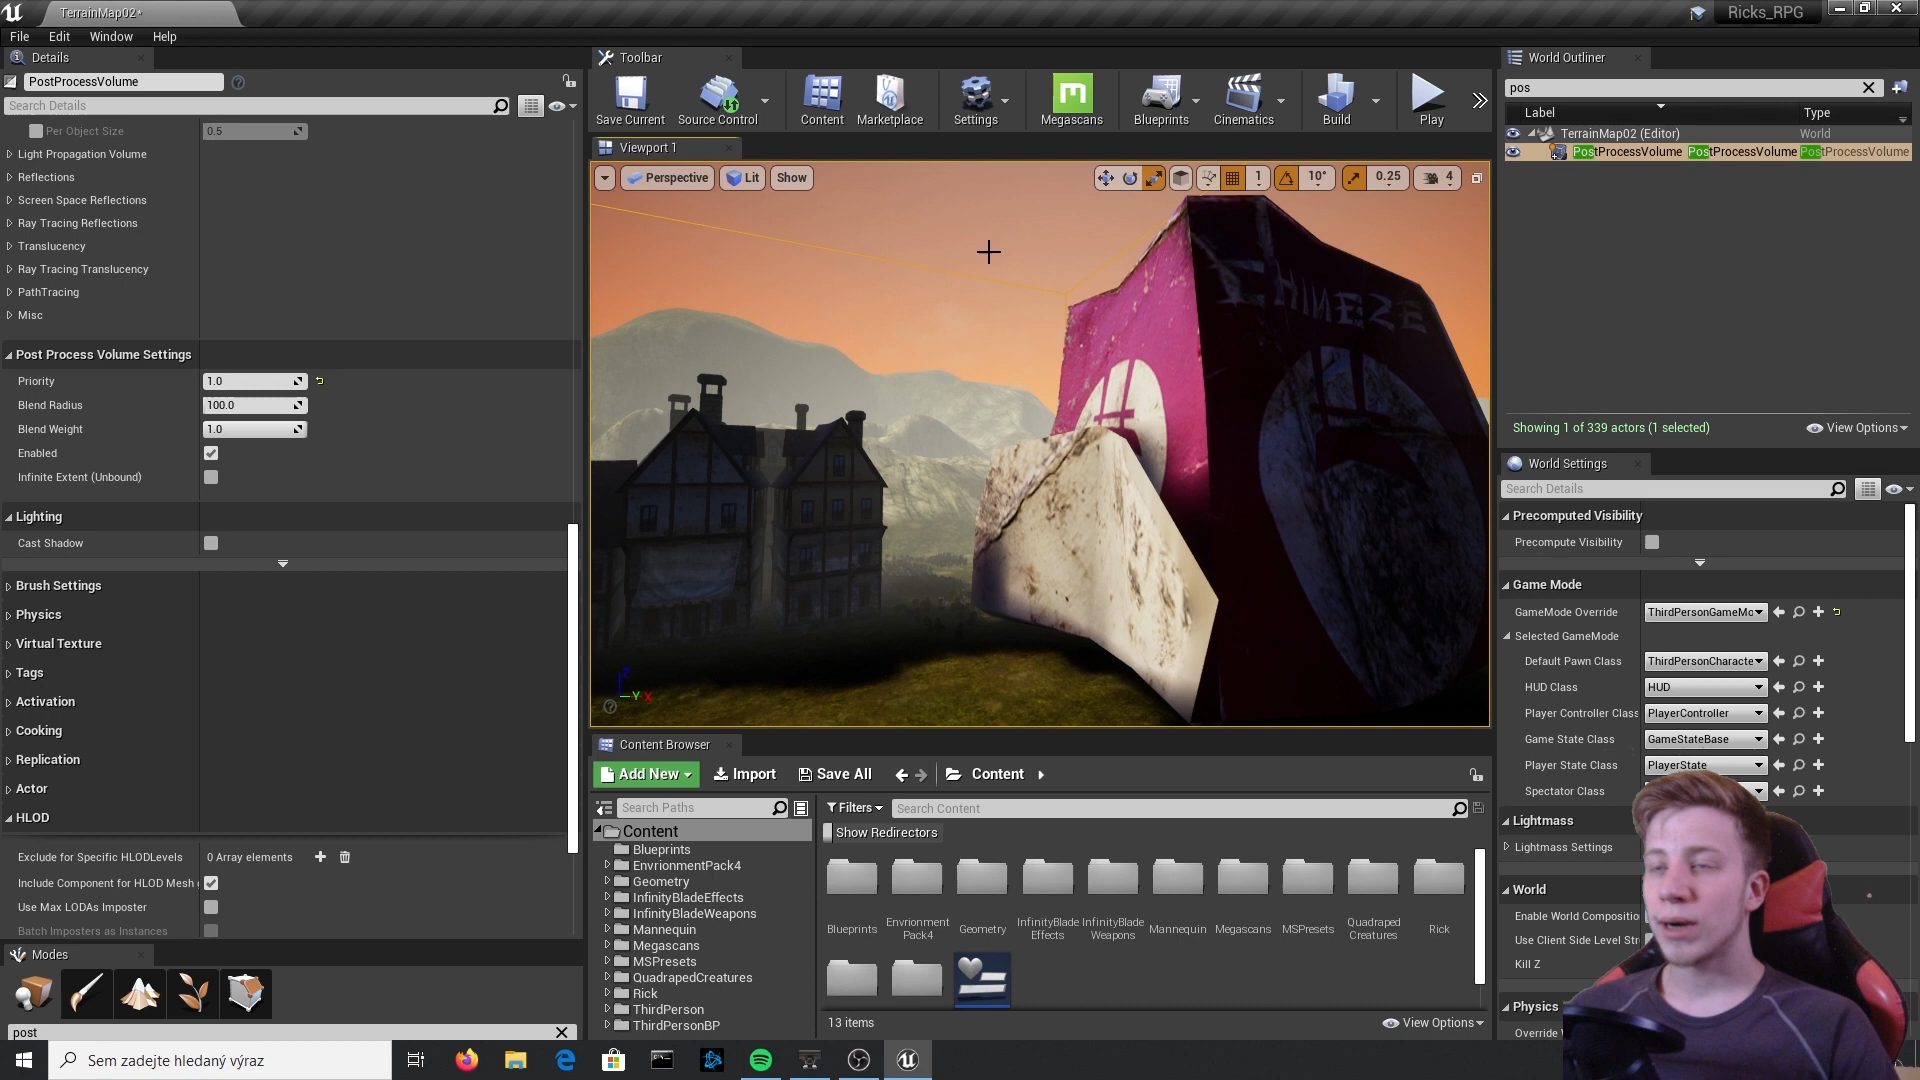 TerrainMap02*
Ricks_RPG
File Edit Window Help
Details
PostProcessVolume
Search Details
Per Object Size 0.5
Light Propagation Volume
Reflections
Screen Space Reflections
Ray Tracing Reflections
Translucency
Ray Tracing Translucency
PathTracing
Misc
Post Process Volume Settings
Priority 1.0
Blend Radius 100.0
Blend Weight 1.0
Enabled
Infinite Extent (Unbound)
Lighting
Cast Shadow
Brush Settings
Physics
Virtual Texture
Tags
Activation
Cooking
Replication
Actor
HLOD
Exclude for Specific HLODLevels 0 Array elements
Include Component for HLOD Mesh
Use Max LODAs Imposter
Batch Imposters as Instances
Modes
post
Toolbar
Save Current Source Control Content Marketplace Settings Megascans Blueprints Cinematics Build Play
Viewport 1
Perspective Lit Show 1 10° 0.25 4
Z
Y X
Content Browser
Add New Import Save All Content
Search Paths
Filters Search Content
Show Redirectors
Content
Blueprints
EnvrionmentPack4
Geometry
InfinityBladeEffects
InfinityBladeWeapons
Mannequin
Megascans
MSPresets
QuadrapedCreatures
Rick
ThirdPerson
ThirdPersonBP
Blueprints
Envrionment Pack4
Geometry
InfinityBlade Effects
InfinityBlade Weapons
Mannequin
Megascans
MSPresets
Quadraped Creatures
Rick
13 items View Options
World Outliner
pos
Label Type
TerrainMap02 (Editor) World
PostProcessVolume PostProcessVolume PostProcessVolume
Showing 1 of 339 actors (1 selected) View Options
World Settings
Search Details
Precomputed Visibility
Precompute Visibility
Game Mode
GameMode Override ThirdPersonGameMo
Selected GameMode
Default Pawn Class ThirdPersonCharacte
HUD Class HUD
Player Controller Class PlayerController
Game State Class GameStateBase
Player State Class PlayerState
Spectator Class
Lightmass
Lightmass Settings
World
Enable World Compositio
Use Client Side Level Str
Kill Z
Physics
Override
Sem zadejte hledaný výraz